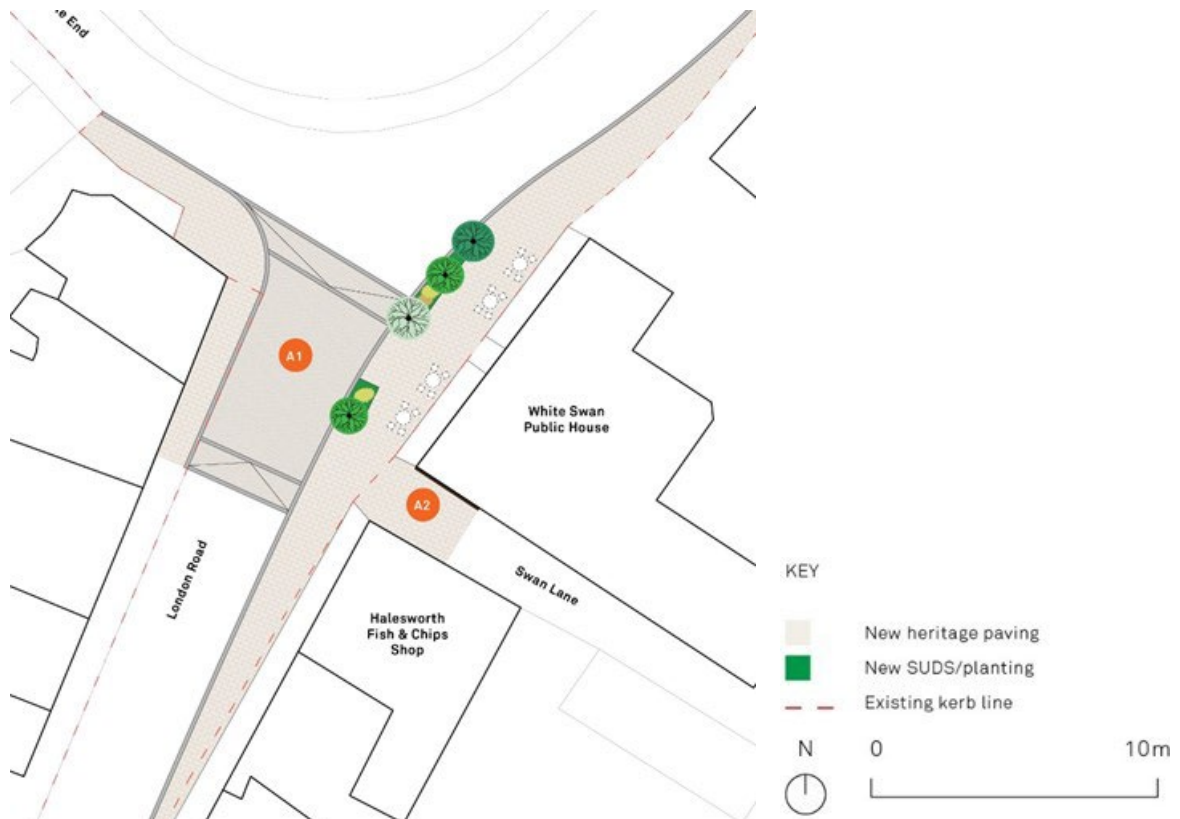 End
A1
White Swan
Public House
A2
London Road
Swan Lane
Halesworth
Fish & Chips
Shop
KEY
New heritage paving
New SUDS/planting
Existing kerb line
N
0
10m